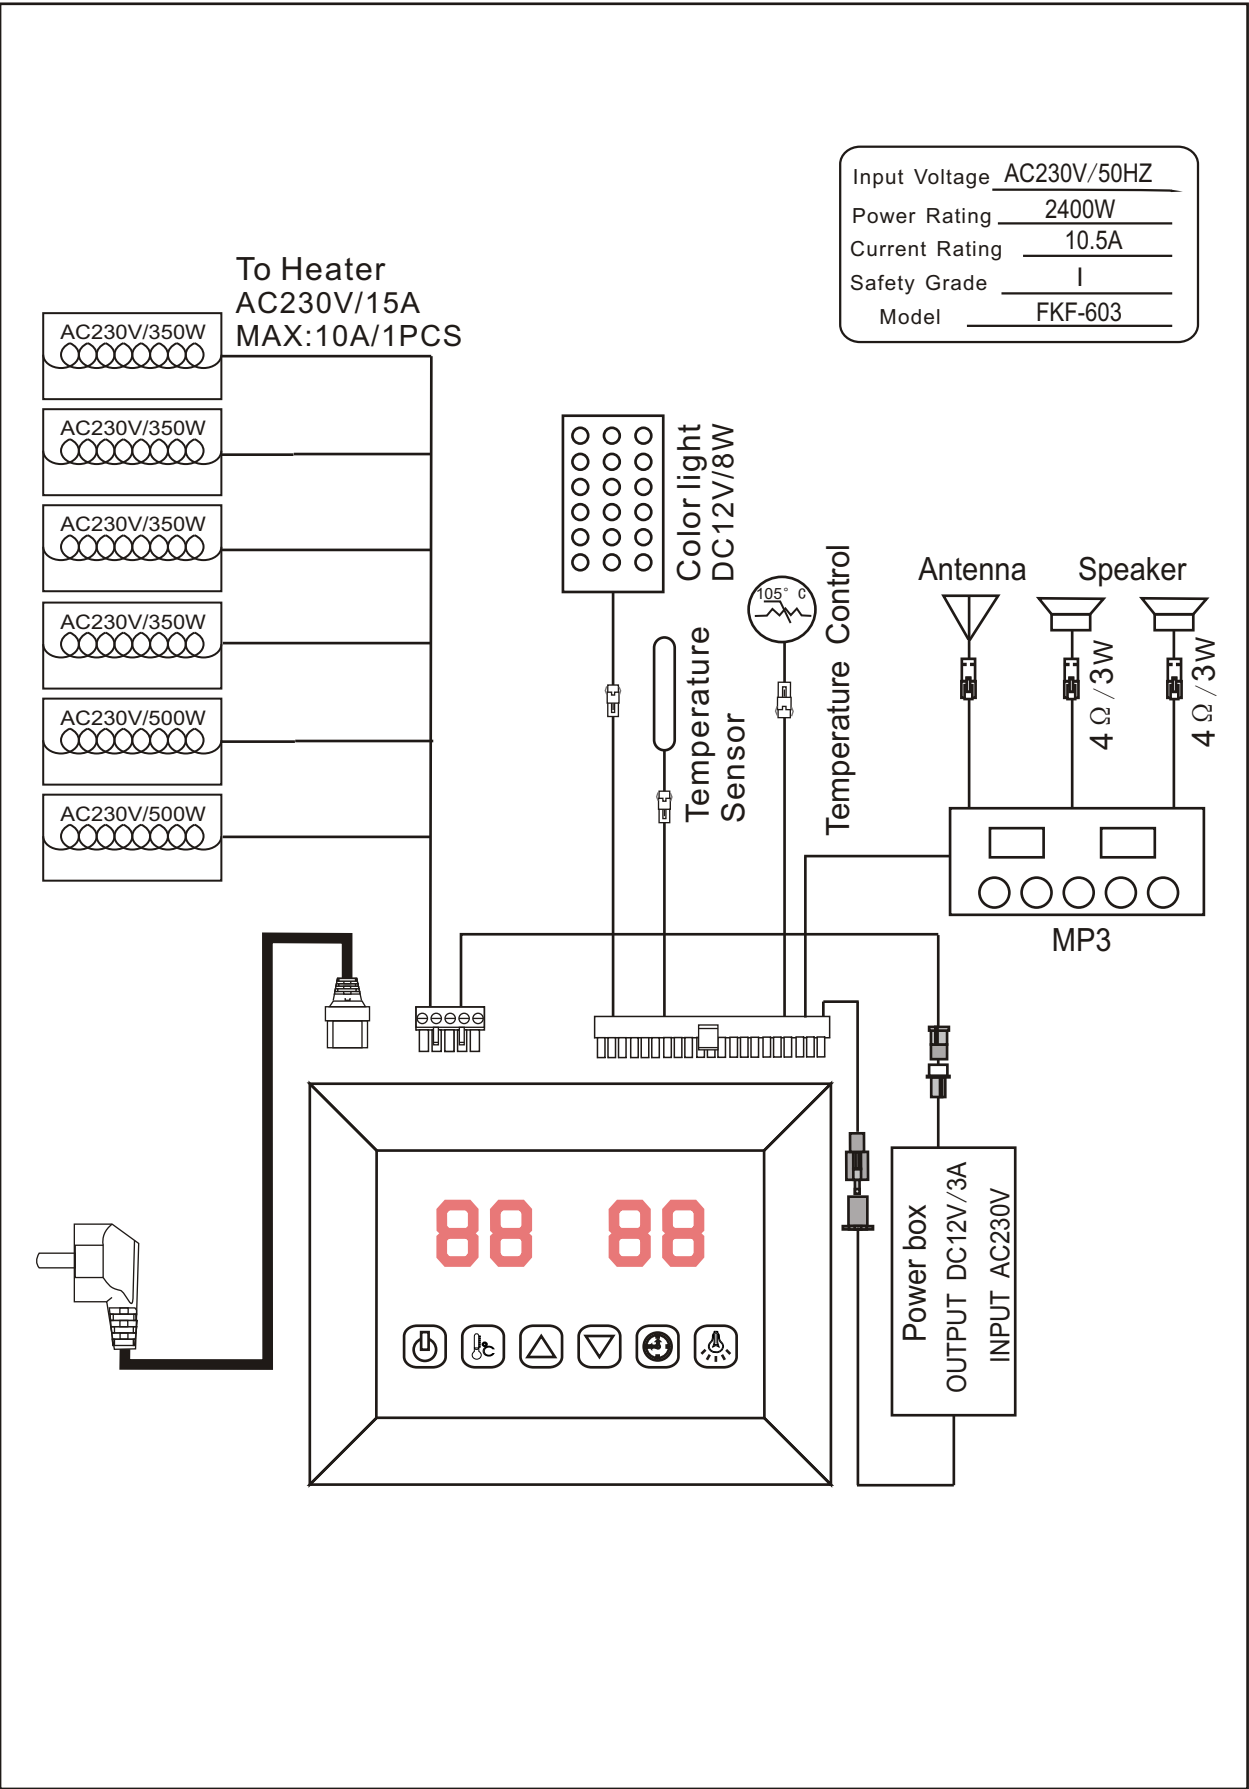 Input Voltage AC230V/50HZ
Power Rating 2400W
Current Rating 10.5A
Safety Grade I
Model FKF-603
To Heater
AC230V/15A
MAX:10A/1PCS
AC230V/350W
AC230V/350W
AC230V/350W
AC230V/350W
AC230V/500W
AC230V/500W
Color light
DC12V/8W
Temperature
Sensor
105° C
Temperature Control
Antenna
Speaker
4Ω/3W
4Ω/3W
MP3
88 88
°C
Power box
OUTPUT DC12V/3A
INPUT AC230V